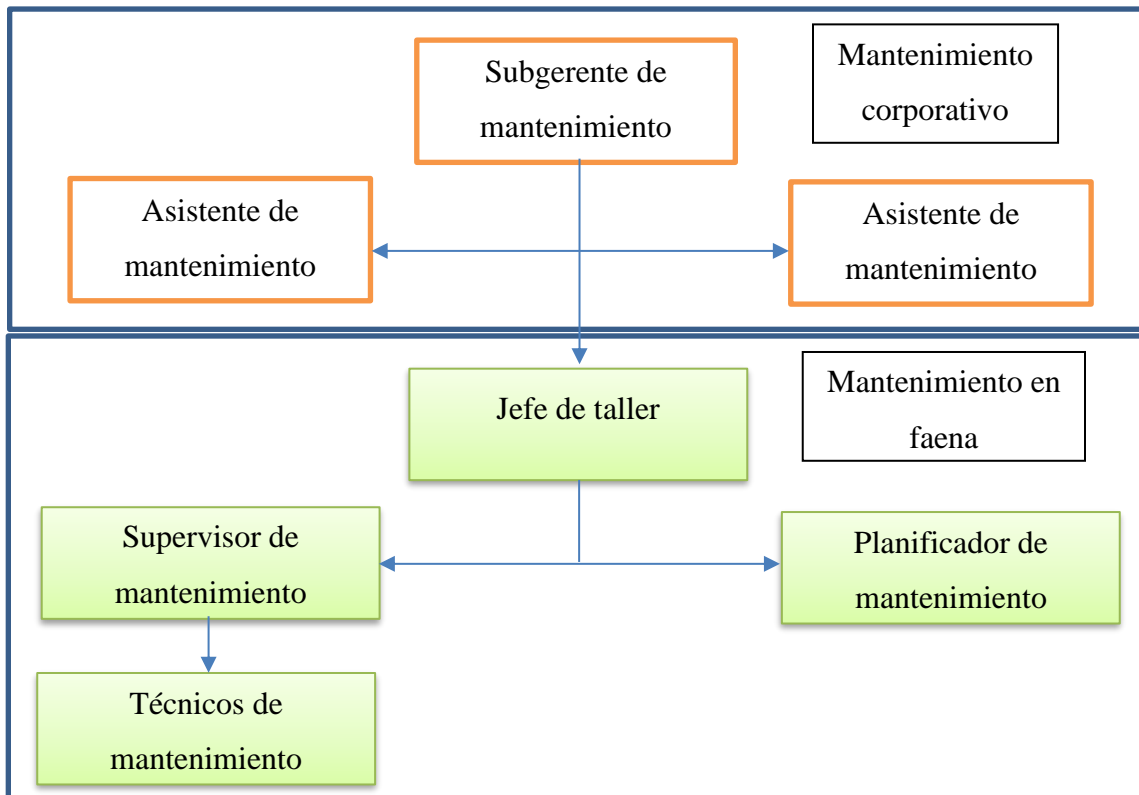 Subgerente de
mantenimiento
Mantenimiento
corporativo
Asistente de
mantenimiento
Asistente de
mantenimiento
Jefe de taller
Mantenimiento en
faena
Supervisor de
mantenimiento
Planificador de
mantenimiento
Técnicos de
mantenimiento